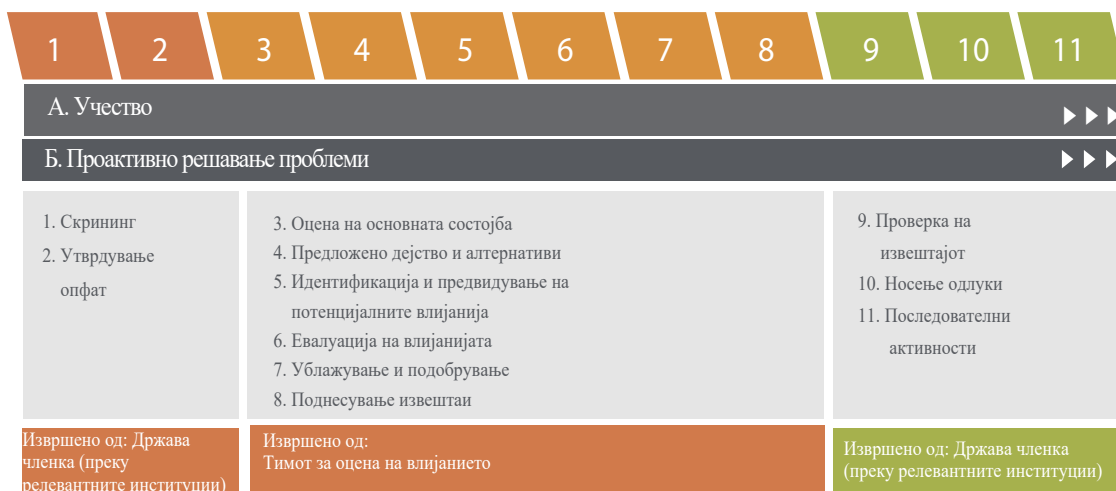 1 2 3 4 5 6 7 8 9 10 11
А. Учество
Б. Проактивно решавање проблеми
1. Скрининг
2. Утврдување
опфат
3. Оцена на основната состојба
4. Предложено дејство и алтернативи
5. Идентификација и предвидување на
потенцијалните влијанија
6. Евалуација на влијанијата
7. Ублажување и подобрување
8. Поднесување извештаи
9. Проверка на
извештајот
10. Носење одлуки
11. Последователни
активности
Извршено од: Држава
членка (преку
релевантните институции)
Извршено од:
Тимот за оцена на влијанието
Извршено од: Држава членка
(преку релевантните институции)